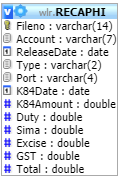 wlr.RECAPHI
Fileno : varchar(14)
Account : varchar(7)
ReleaseDate : date
Type : varchar(2)
Port : varchar(4)
K84Date : date
K84Amount : double
Duty : double
Sima : double
Excise : double
GST : double
Total : double